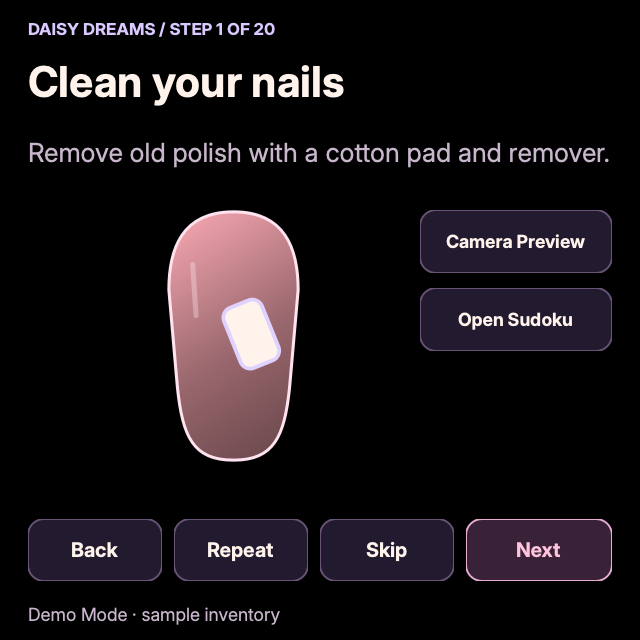 DAISY DREAMS / STEP 1 OF 20
Clean your nails
Remove old polish with a cotton pad and remover.
Camera Preview
Open Sudoku
Back
Repeat
Skip
Next
Demo Mode · sample inventory